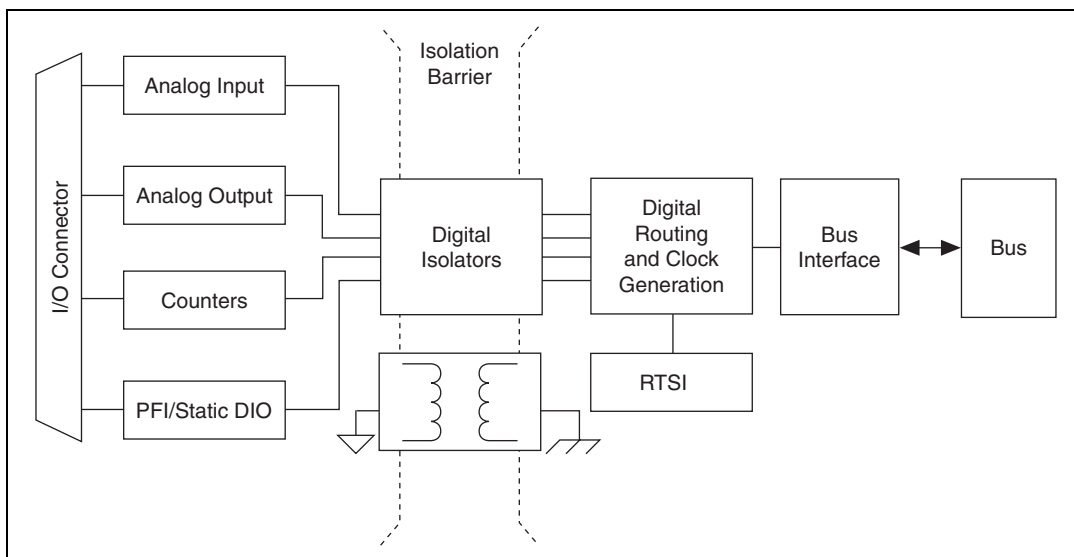 I/O Connector
Analog Input
Analog Output
Counters
PFI/Static DIO
Isolation
Barrier
Digital
Isolators
Digital
Routing
and Clock
Generation
RTSI
Bus
Interface
Bus